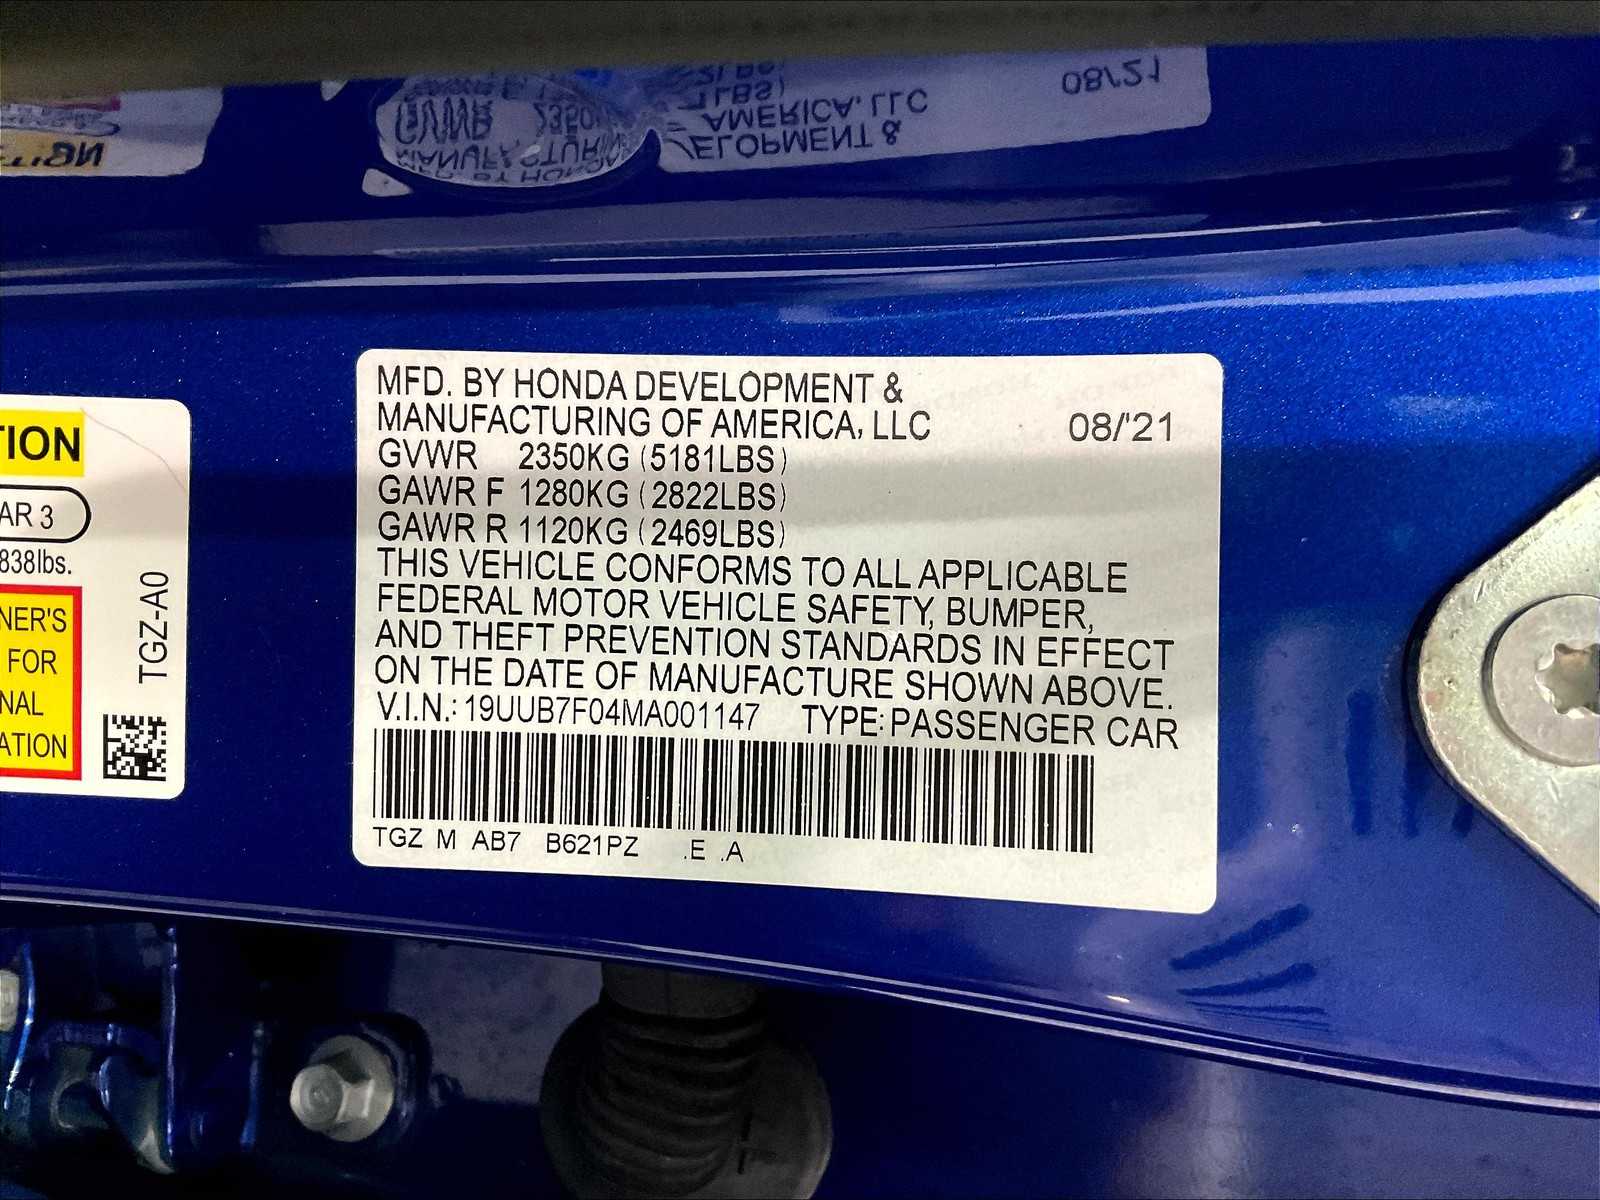 MFD. BY HONDA DEVELOPMENT &
MANUFACTURING OF AMERICA, LLC 08/'21
GVWR 2350KG (5181LBS)
GAWR F 1280KG (2822LBS)
GAWR R 1120KG (2469LBS)
THIS VEHICLE CONFORMS TO ALL APPLICABLE
FEDERAL MOTOR VEHICLE SAFETY, BUMPER,
AND THEFT PREVENTION STANDARDS IN EFFECT
ON THE DATE OF MANUFACTURE SHOWN ABOVE.
V.I.N.: 19UUB7F04MA001147 TYPE: PASSENGER CAR
TGZ M AB7 B621PZ .E .A
TION
AR 3
838lbs.
NER'S
FOR
NAL
ATION
TGZ-A0